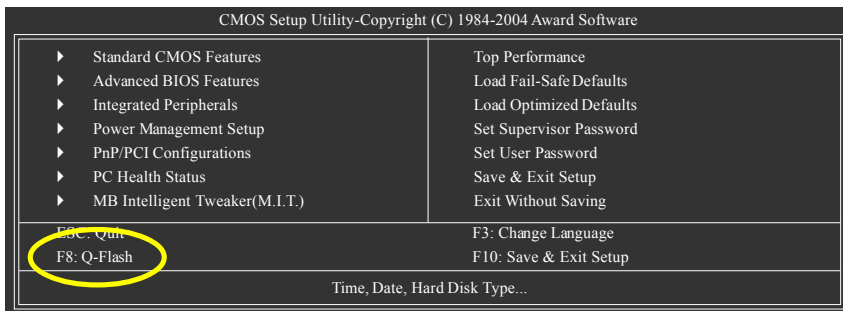 CMOS Setup Utility-Copyright (C) 1984-2004 Award Software
Standard CMOS Features
Advanced BIOS Features
Integrated Peripherals
Power Management Setup
PnP/PCI Configurations
PC Health Status
MB Intelligent Tweaker(M.I.T.)
Top Performance
Load Fail-Safe Defaults
Load Optimized Defaults
Set Supervisor Password
Set User Password
Save & Exit Setup
Exit Without Saving
ESC: Quit
F3: Change Language
F8: Q-Flash
F10: Save & Exit Setup
Time, Date, Hard Disk Type...